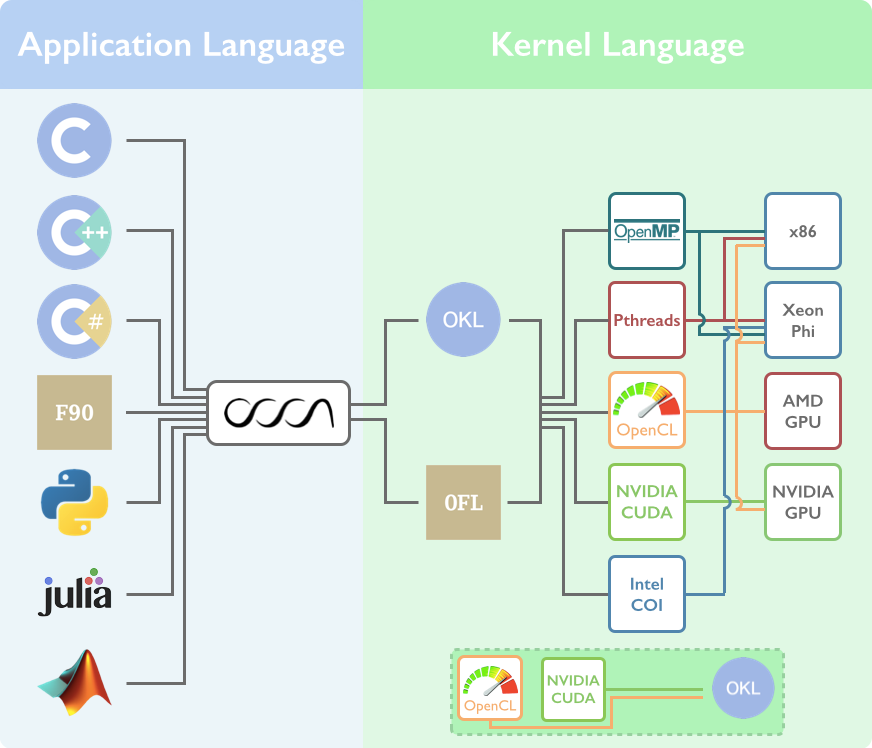 Application Language
Kernel Language
C
C++
C#
F90
julia
occa
OKL
OFL
OpenMP
Pthreads
OpenCL
NVIDIA
CUDA
Intel
COI
x86
Xeon
Phi
AMD
GPU
NVIDIA
GPU
OpenCL
NVIDIA
CUDA
OKL